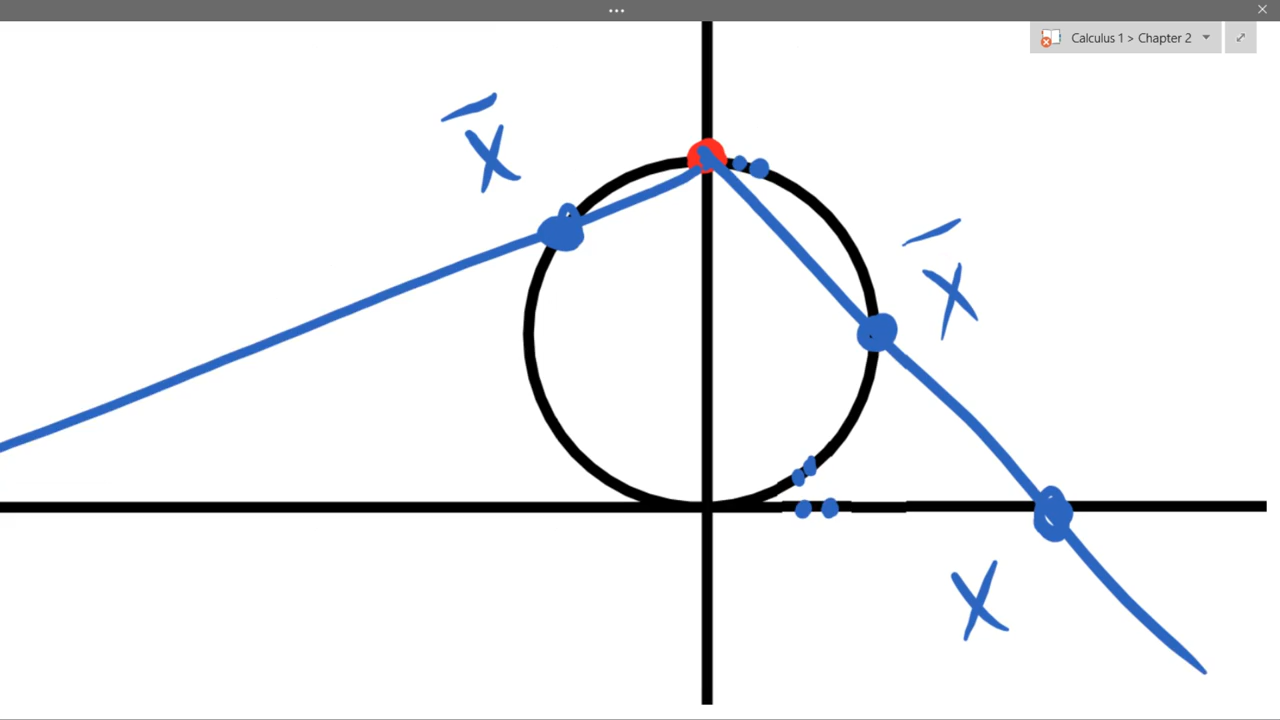 ...
Calculus 1 > Chapter 2
x̄
x̄
x